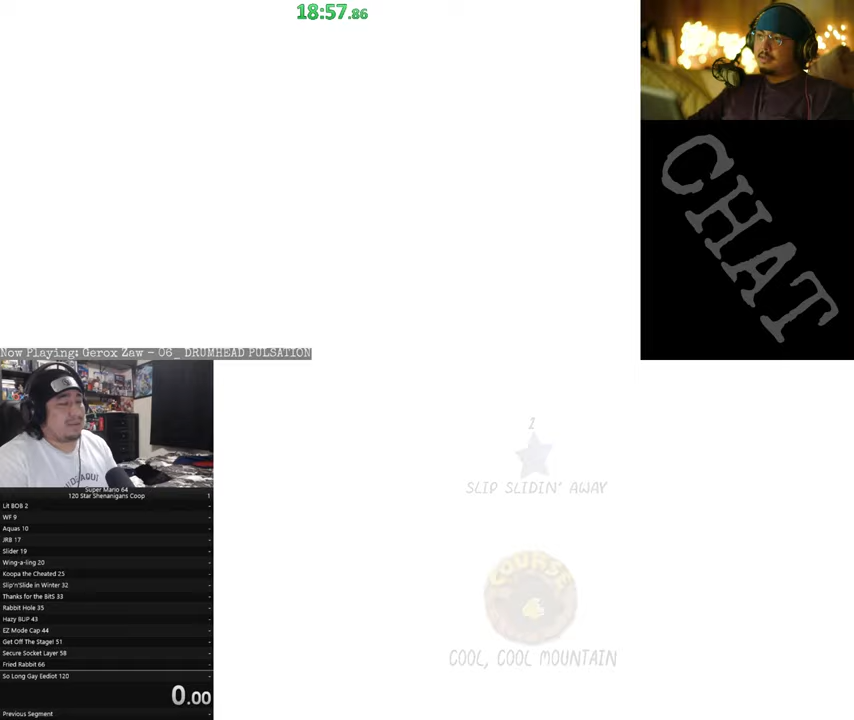 18:57.86
CHAT
Now Playing: Gerox Zaw - 06_ DRUMHEAD PULSATION
2
SLIP SLIDIN' AWAY
COURSE
4
COOL, COOL MOUNTAIN
Super Mario 64
120 Star Shenanigans Coop 1
Lit BOB 2 -
WF 9 -
Aquas 10 -
JRB 17 -
Slider 19 -
Wing-a-ling 20 -
Koopa the Cheated 25 -
Slip'n'Slide in Winter 32 -
Thanks for the BitS 33 -
Rabbit Hole 35 -
Hazy BUP 43 -
EZ Mode Cap 44 -
Get Off The Stage! 51 -
Secure Socket Layer 58 -
Fried Rabbit 66 -
So Long Gay Eediot 120 -
0.00
Previous Segment -